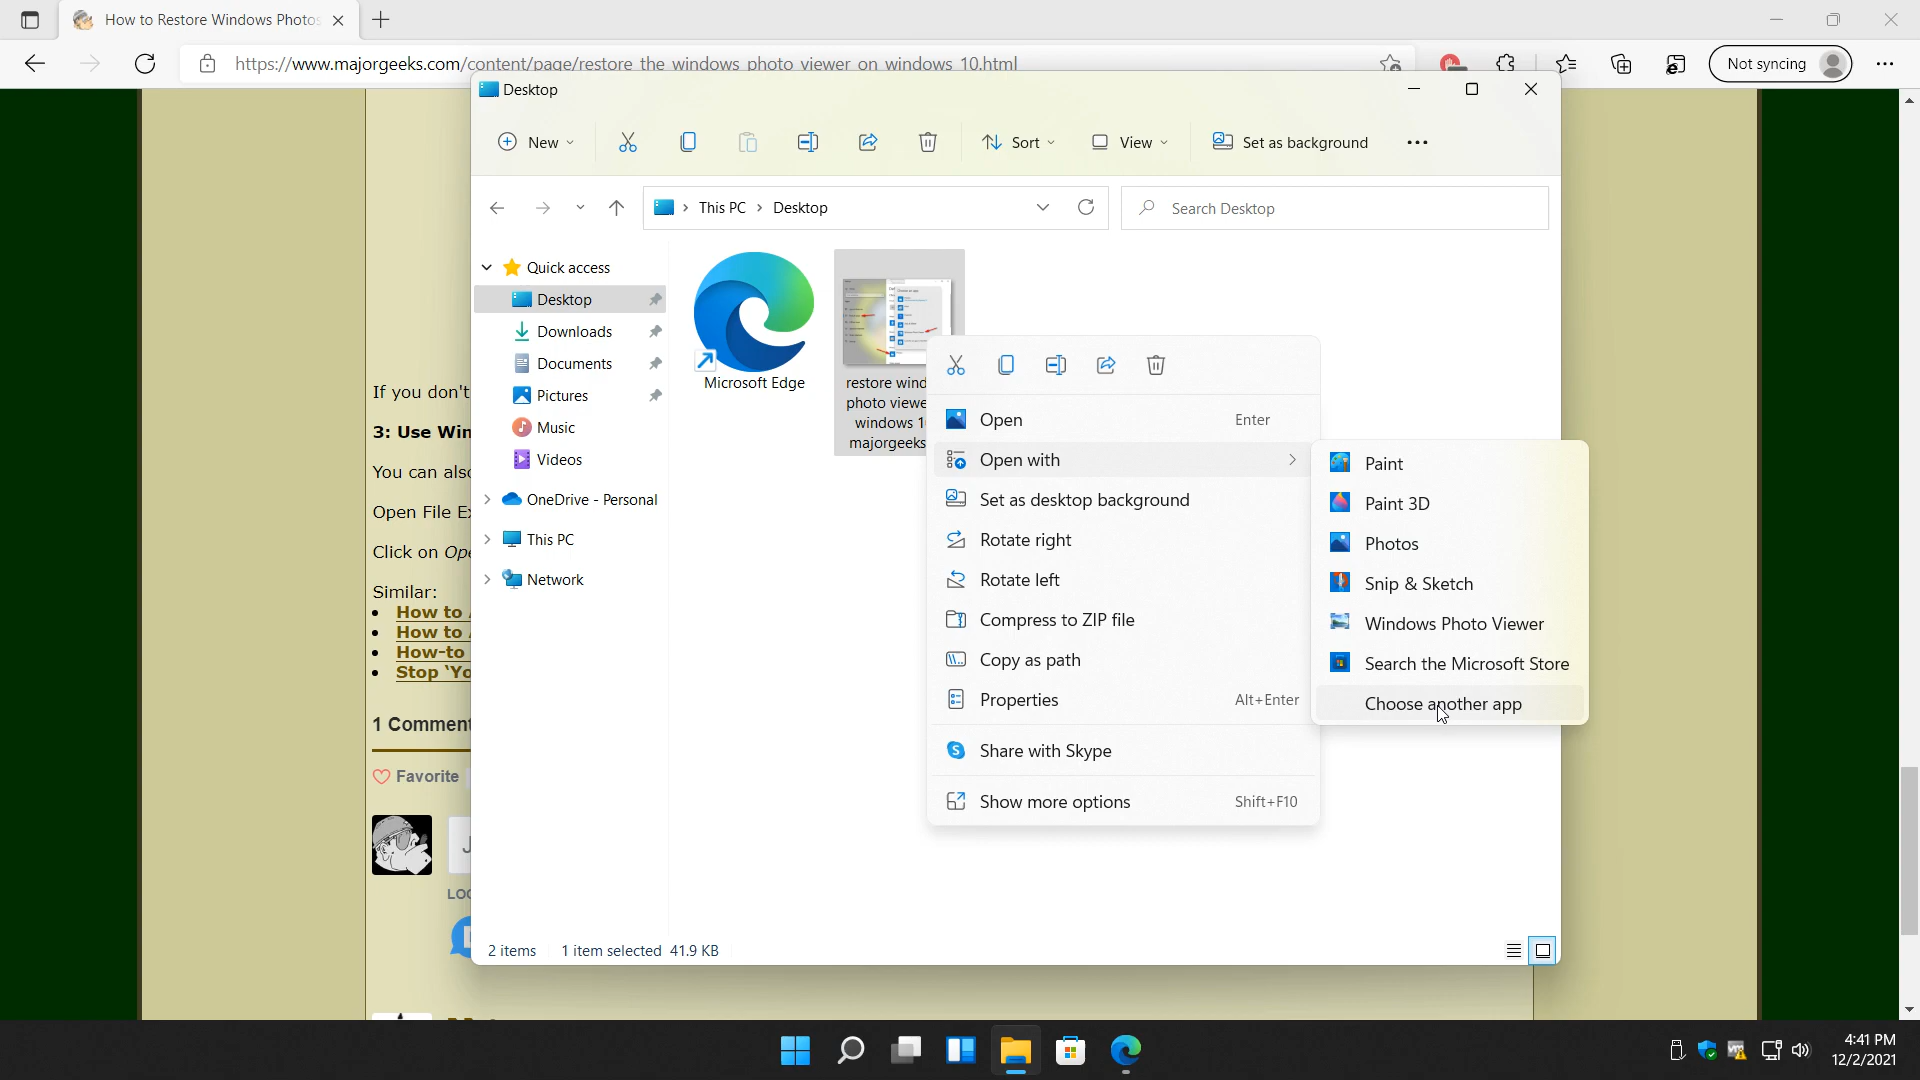 How to Restore Windows Photos
https://www.majorgeeks.com/content/page/restore_the_windows_photo_viewer_on_windows_10.html
Not syncing
Desktop
New
Sort
View
Set as background
This PC
Desktop
Search Desktop
Quick access
Desktop
Downloads
Documents
Pictures
Music
Videos
OneDrive - Personal
This PC
Network
Microsoft Edge
restore wind
photo viewe
windows 1
majorgeeks
Open
Enter
Open with
Set as desktop background
Rotate right
Rotate left
Compress to ZIP file
Copy as path
Properties
Alt+Enter
Share with Skype
Show more options
Shift+F10
Paint
Paint 3D
Photos
Snip & Sketch
Windows Photo Viewer
Search the Microsoft Store
Choose another app
2 items
1 item selected 41.9 KB
If you don't
3: Use Win
You can also
Open File Ex
Click on Ope
Similar:
How to
How to
How-to
Stop 'Yo
1 Comment
Favorite
4:41 PM
12/2/2021